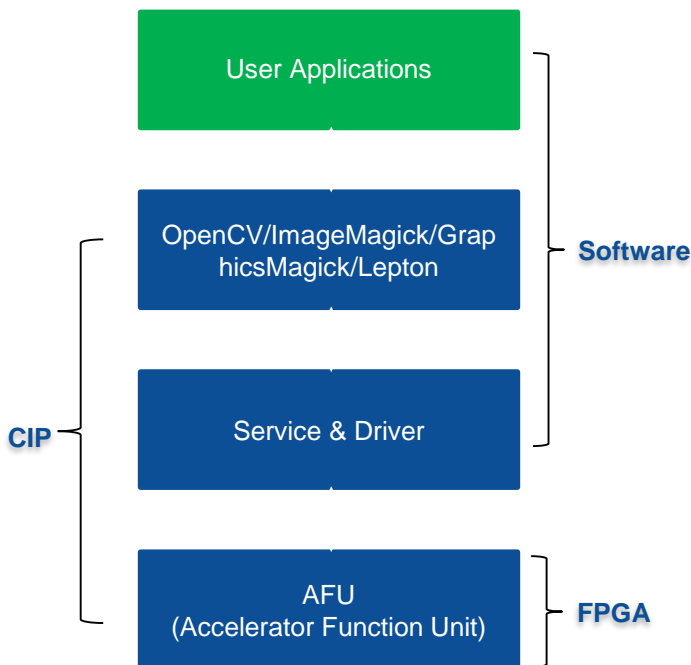 User Applications
OpenCV/ImageMagick/Grap
hicsMagick/Lepton
Software
Service & Driver
CIP
AFU
(Accelerator Function Unit)
FPGA